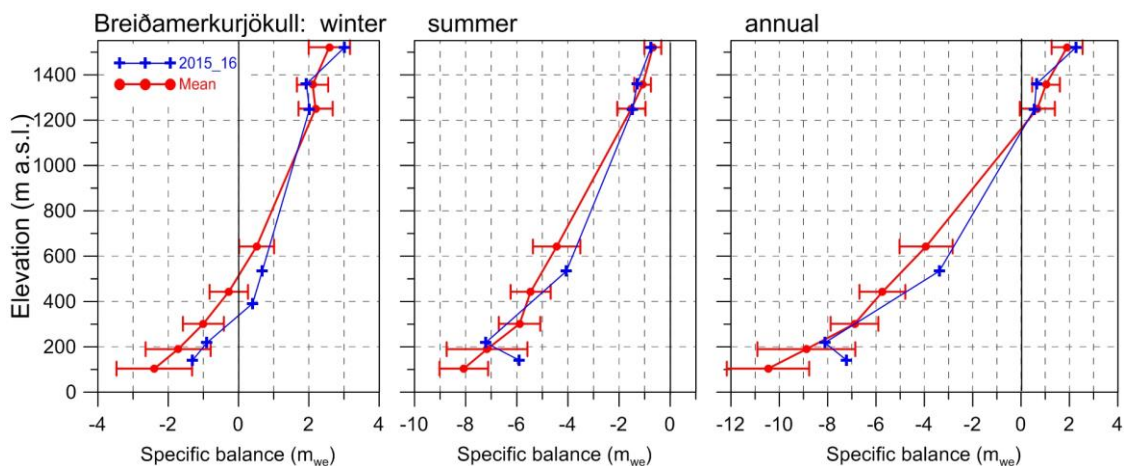 Breiðamerkurjökull: winter
summer
annual
2015_16
Mean
Elevation (m a.s.l.)
1400
1200
1000
800
600
400
200
0
-4 -2 0 2 4
-10 -8 -6 -4 -2 0
-12 -10 -8 -6 -4 -2 0 2 4
Specific balance (mwe)
Specific balance (mwe)
Specific balance (mwe)